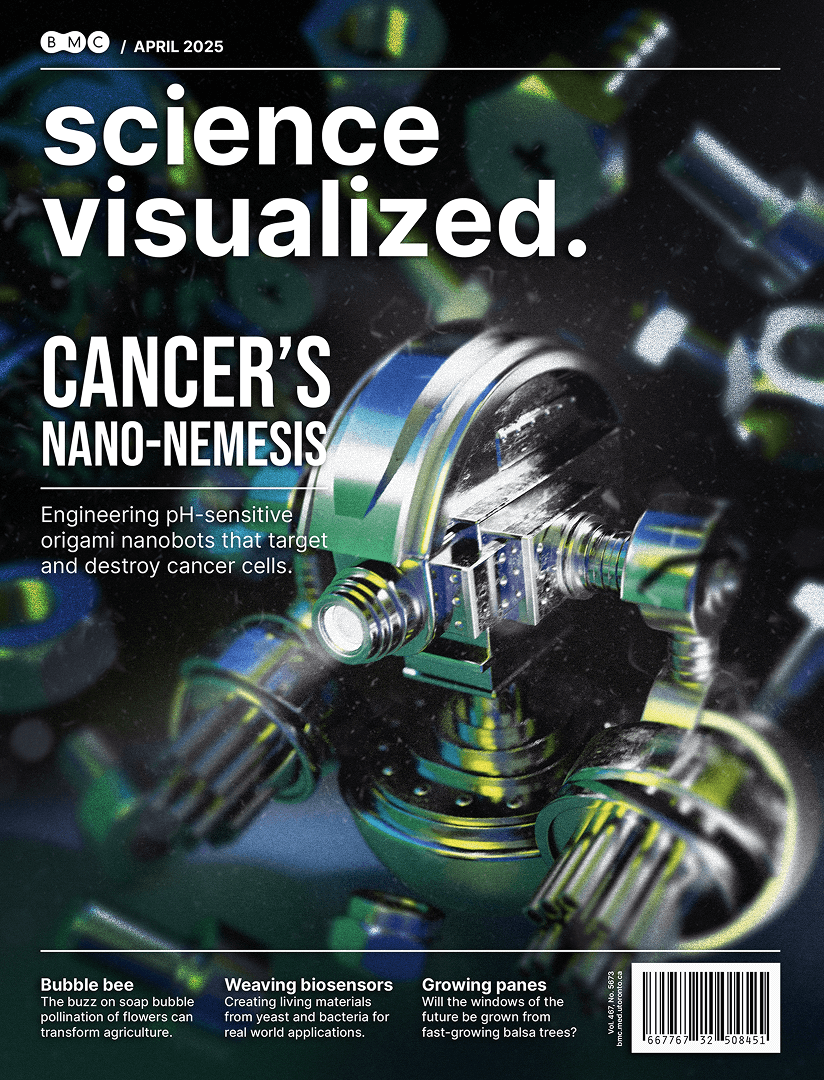 BMC / APRIL 2025
science
visualized.
CANCER'S
NANO-NEMESIS
Engineering pH-sensitive
origami nanobots that target
and destroy cancer cells.
Bubble bee
The buzz on soap bubble
pollination of flowers can
transform agriculture.
Weaving biosensors
Creating living materials
from yeast and bacteria for
real world applications.
Growing panes
Will the windows of the
future be grown from
fast-growing balsa trees?
Vol. 467, No. 5673
bmc.med.utoronto.ca
667767 32 508451